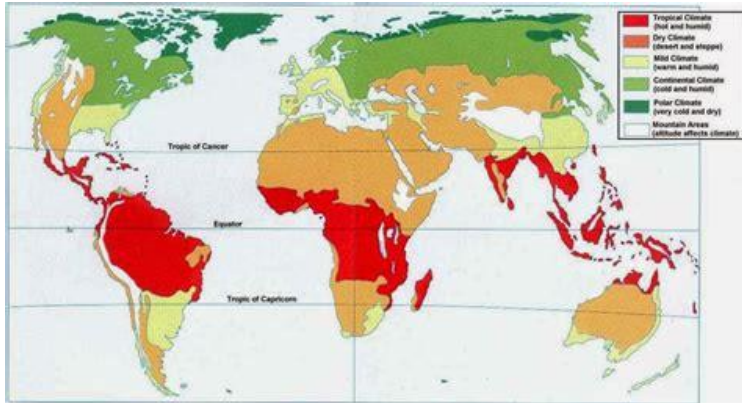 Tropical Climate
(hot and humid)
Dry Climate
(desert and steppe)
Mild Climate
(warm and humid)
Continental Climate
(cold and humid)
Polar Climate
(very cold and dry)
Mountain Areas
(altitude affects climate)
Tropic of Cancer
Equator
Tropic of Capricorn